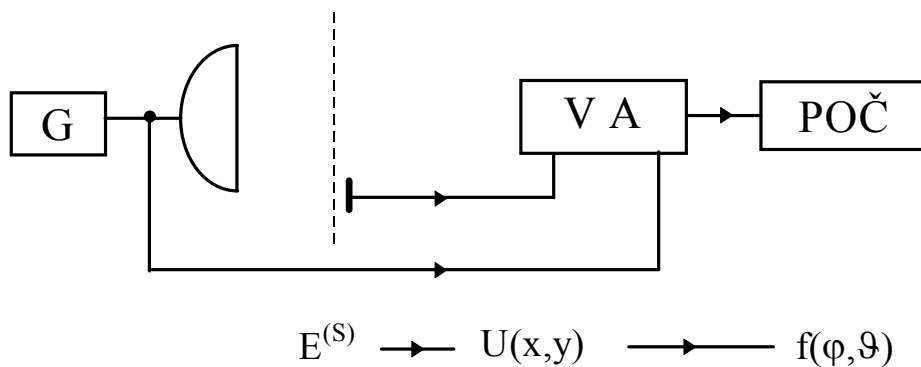 G
V A
POČ
E(S) U(x,y) f(φ,ϑ)